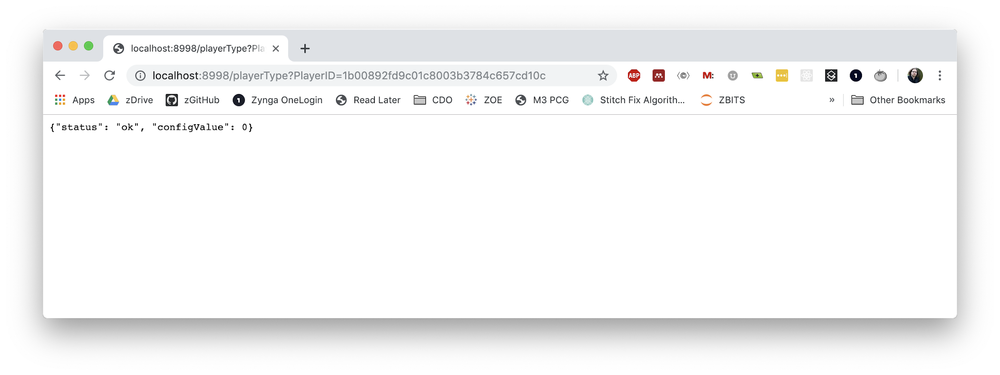 localhost:8998/playerType?Pla
localhost:8998/playerType?PlayerID=1b00892fd9c01c8003b3784c657cd10c
ABP
M:
U
1
Apps
zDrive
zGitHub
1
Zynga OneLogin
Read Later
CDO
ZOE
M3 PCG
Stitch Fix Algorith...
ZBITS
»
Other Bookmarks
{"status": "ok", "configValue": 0}